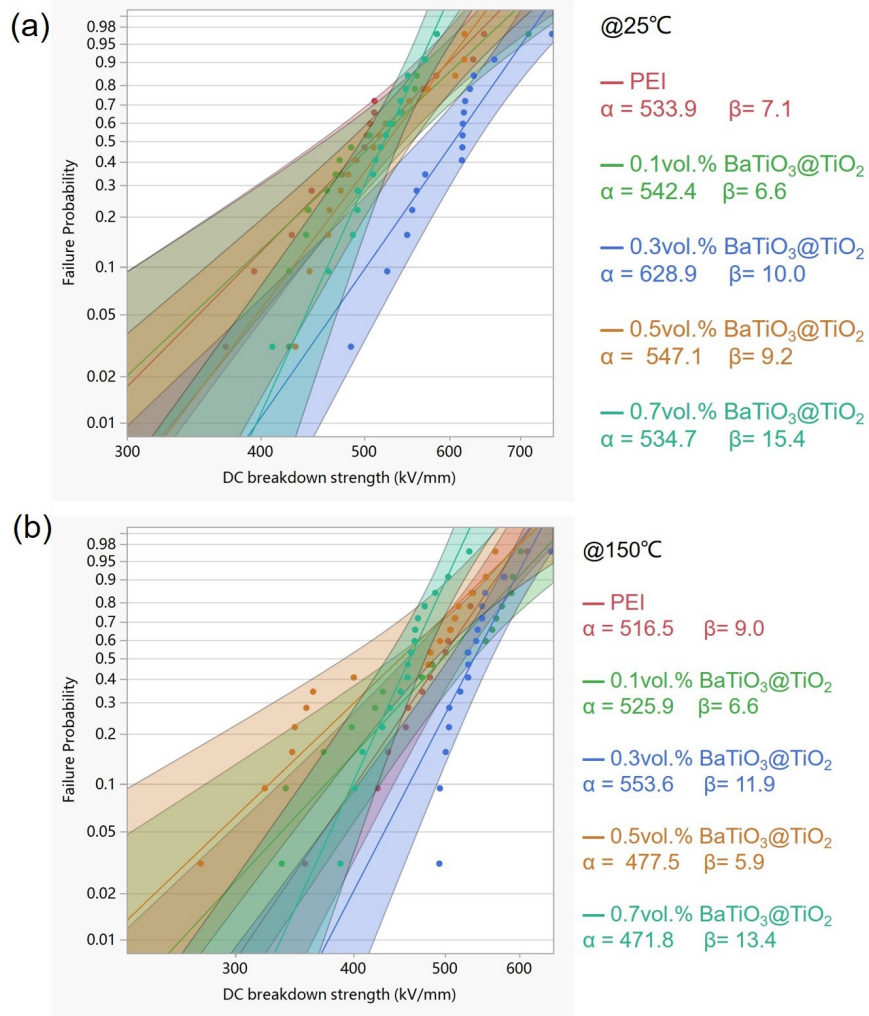 (a)
@25℃
0.98
0.95
0.9
0.8
0.7
0.6
0.5
0.4
0.3
0.2
0.1
0.05
0.02
0.01
Failure Probability
300 400 500 600 700
DC breakdown strength (kV/mm)
PEI
α = 533.9 β= 7.1
0.1vol.% BaTiO₃@TiO₂
α = 542.4 β= 6.6
0.3vol.% BaTiO₃@TiO₂
α = 628.9 β= 10.0
0.5vol.% BaTiO₃@TiO₂
α = 547.1 β= 9.2
0.7vol.% BaTiO₃@TiO₂
α = 534.7 β= 15.4
(b)
@150℃
0.98
0.95
0.9
0.8
0.7
0.6
0.5
0.4
0.3
0.2
0.1
0.05
0.02
0.01
Failure Probability
300 400 500 600
DC breakdown strength (kV/mm)
PEI
α = 516.5 β= 9.0
0.1vol.% BaTiO₃@TiO₂
α = 525.9 β= 6.6
0.3vol.% BaTiO₃@TiO₂
α = 553.6 β= 11.9
0.5vol.% BaTiO₃@TiO₂
α = 477.5 β= 5.9
0.7vol.% BaTiO₃@TiO₂
α = 471.8 β= 13.4